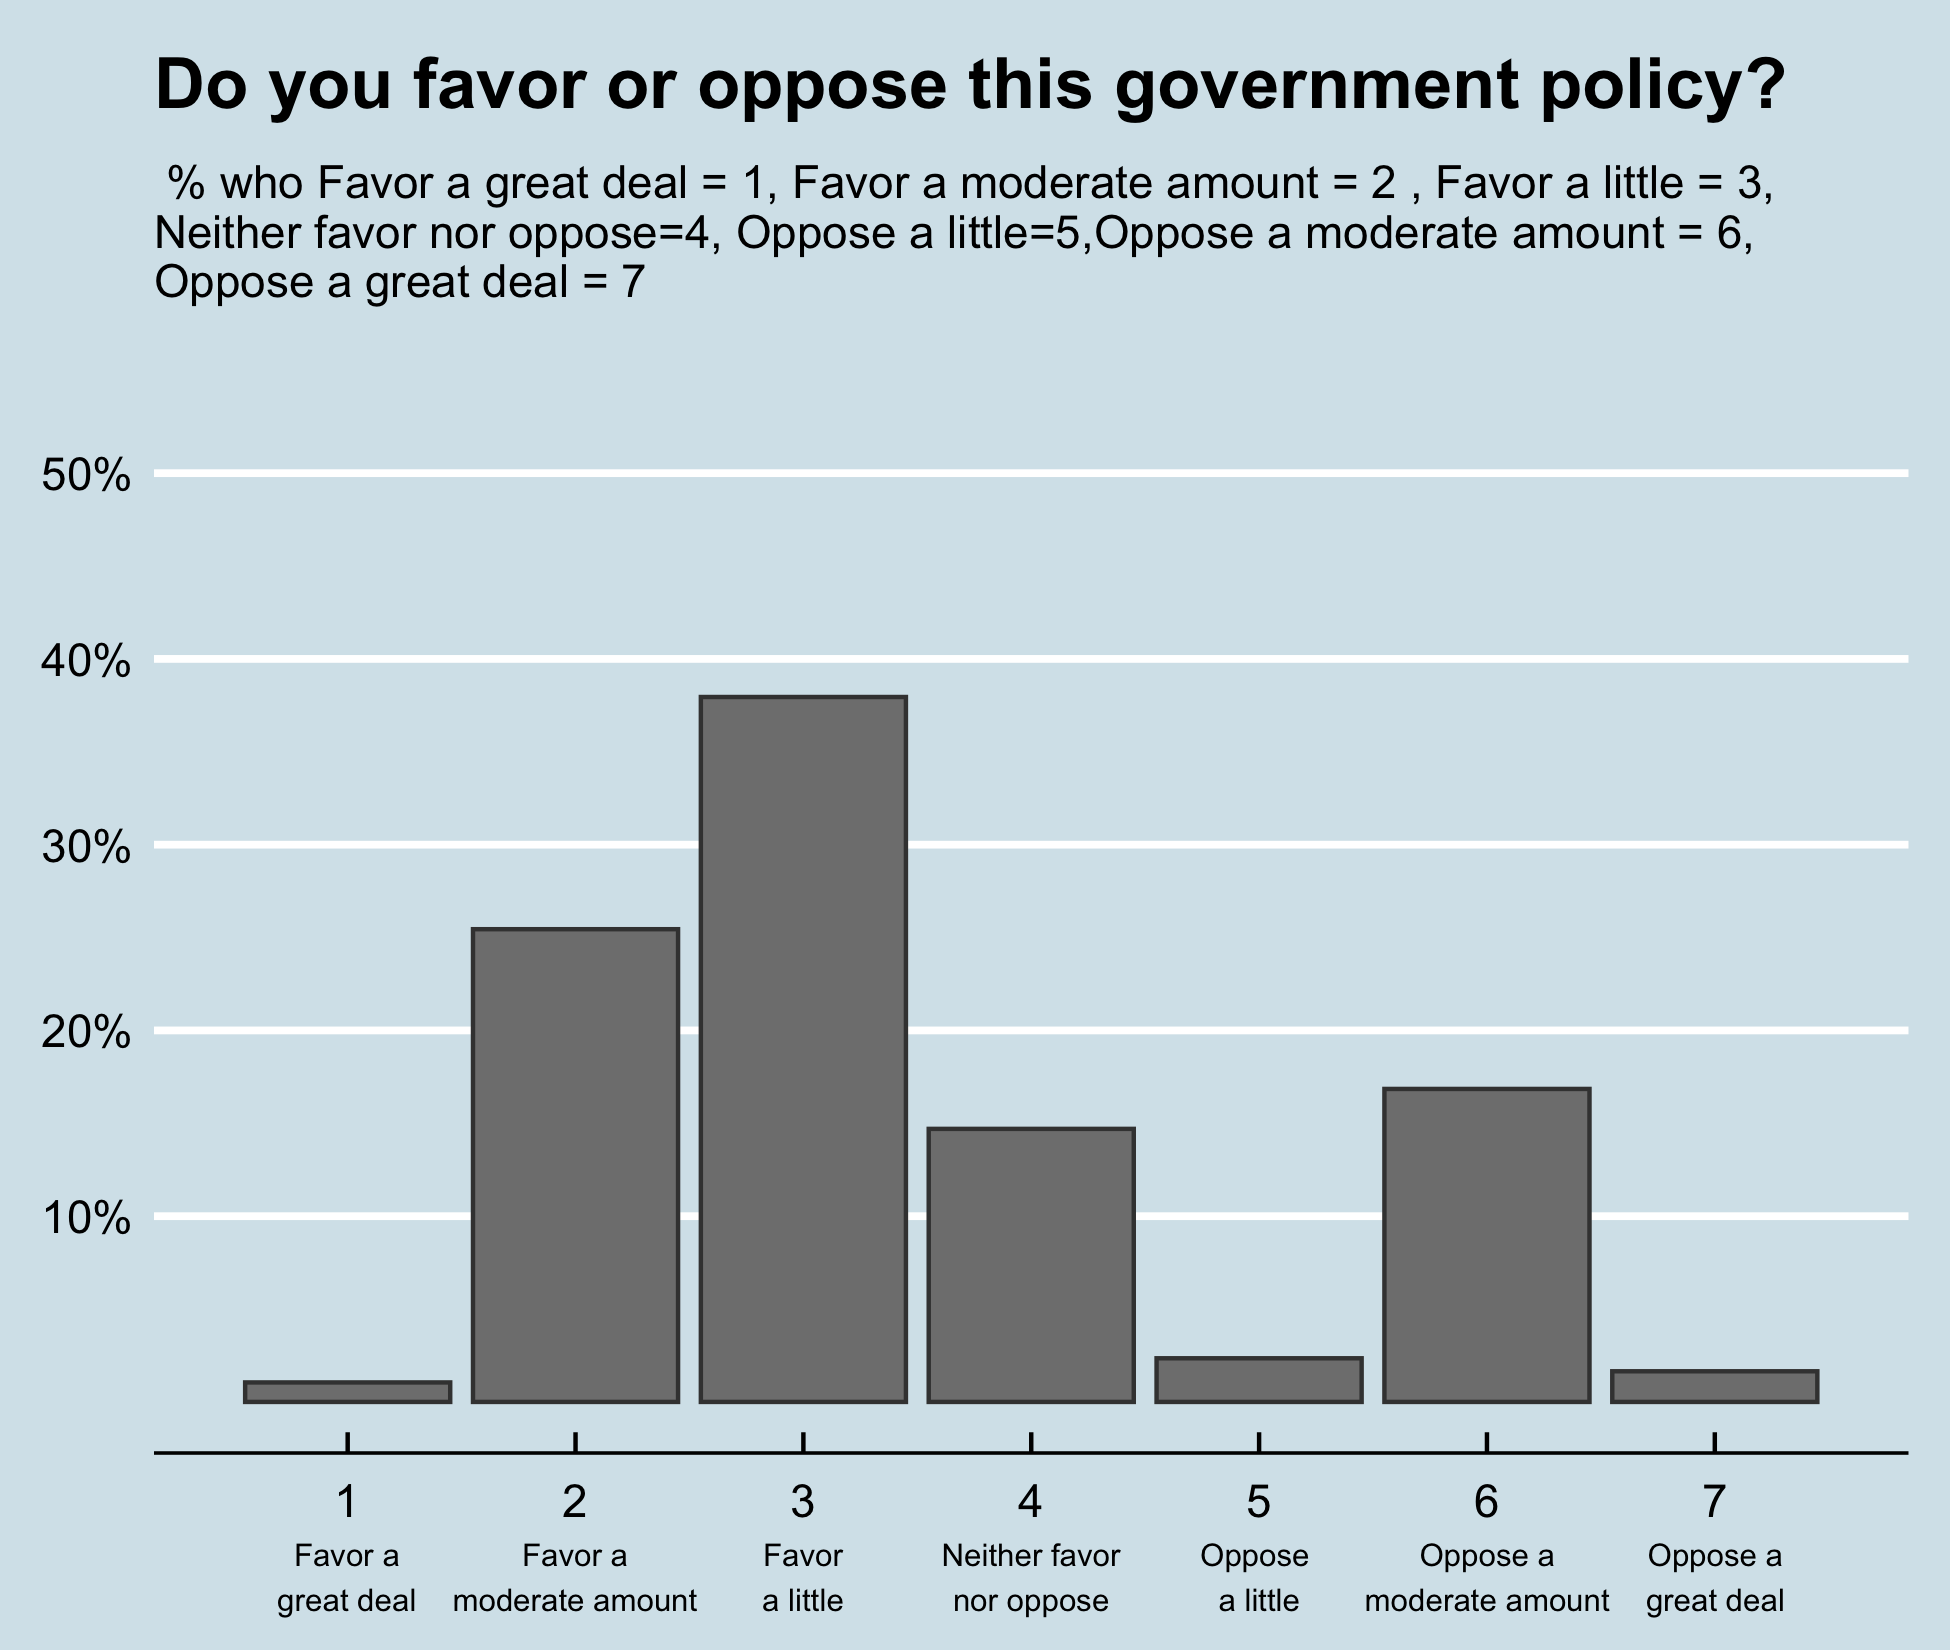 Do you favor or oppose this government policy?
% who Favor a great deal = 1, Favor a moderate amount = 2 , Favor a little = 3,
Neither favor nor oppose=4, Oppose a little=5,Oppose a moderate amount = 6,
Oppose a great deal = 7
50%
40%
30%
20%
10%
1 2 3 4 5 6 7
Favor a Favor a Favor Neither favor Oppose Oppose a Oppose a
great deal moderate amount a little nor oppose a little moderate amount great deal